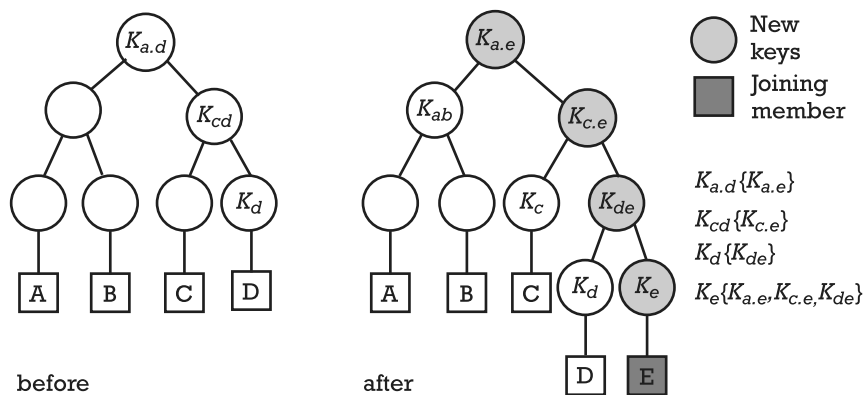 K_{a.d}
K_{cd}
K_d
A B C D
before
K_{a.e}
K_{ab}
K_{c.e}
K_c
K_{de}
K_d
K_e
A B C
D E
after
New
keys
Joining
member
K_{a.d}{K_{a.e}}
K_{cd}{K_{c.e}}
K_d{K_{de}}
K_e{K_{a.e},K_{c.e},K_{de}}